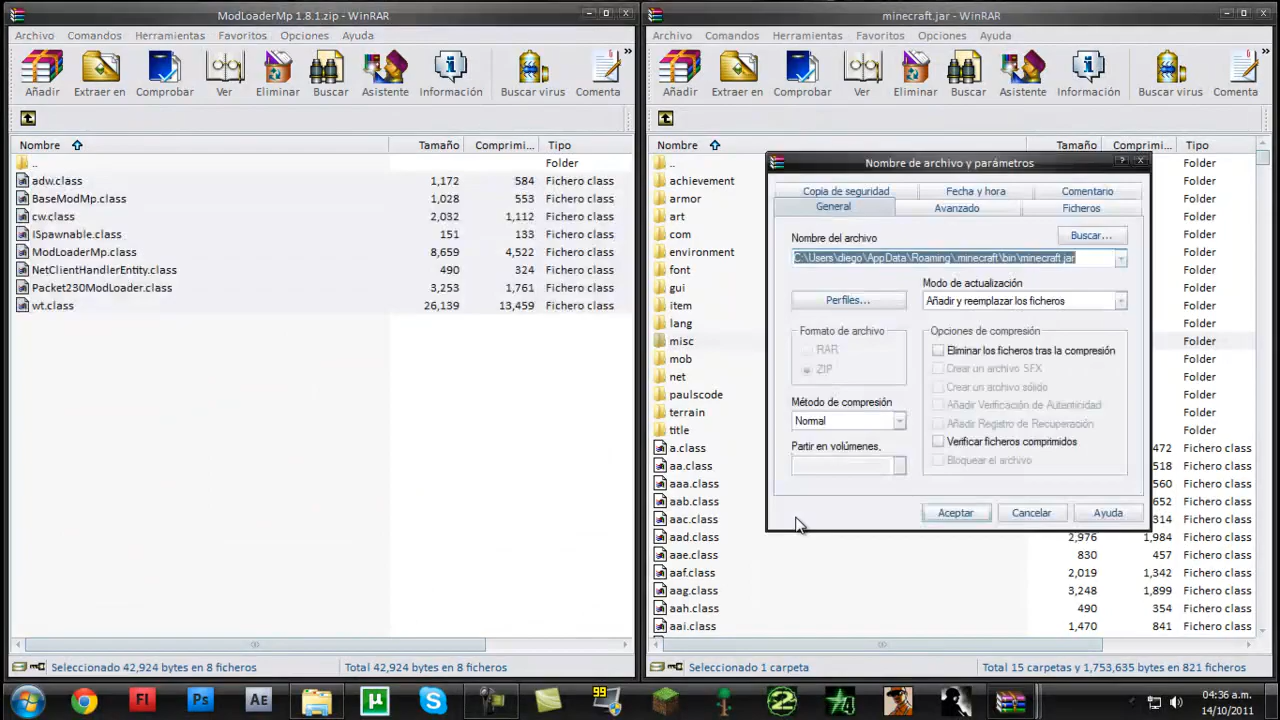 ModLoaderMp 1.8.1.zip - WinRAR
Archivo Comandos Herramientas Favoritos Opciones Ayuda
Añadir Extraer en Comprobar Ver Eliminar Buscar Asistente Información Buscar virus Comenta
Nombre Tamaño Comprimi... Tipo
.. Folder
adw.class 1,172 584 Fichero class
BaseModMp.class 1,028 553 Fichero class
cw.class 2,032 1,112 Fichero class
ISpawnable.class 151 133 Fichero class
ModLoaderMp.class 8,659 4,522 Fichero class
NetClientHandlerEntity.class 490 324 Fichero class
Packet230ModLoader.class 3,253 1,761 Fichero class
wt.class 26,139 13,459 Fichero class
Seleccionado 42,924 bytes en 8 ficheros Total 42,924 bytes en 8 ficheros
minecraft.jar - WinRAR
Archivo Comandos Herramientas Favoritos Opciones Ayuda
Añadir Extraer en Comprobar Ver Eliminar Buscar Asistente Información Buscar virus Comenta
Nombre Tamaño Comprimi... Tipo
.. Folder
achievement Folder
armor Folder
art Folder
com Folder
environment Folder
font Folder
gui Folder
item Folder
lang Folder
misc Folder
mob Folder
net Folder
paulscode Folder
terrain Folder
title Folder
a.class 472 Fichero class
aa.class 518 Fichero class
aaa.class 560 Fichero class
aab.class 652 Fichero class
aac.class 314 Fichero class
aad.class 2,976 1,984 Fichero class
aae.class 830 457 Fichero class
aaf.class 2,019 1,342 Fichero class
aag.class 3,248 1,899 Fichero class
aah.class 490 354 Fichero class
aai.class 1,470 841 Fichero class
Seleccionado 1 carpeta Total 15 carpetas y 1,753,635 bytes en 821 ficheros
Nombre de archivo y parámetros
Copia de seguridad Fecha y hora Comentario
General Avanzado Ficheros
Nombre del archivo Buscar...
C:\Users\diego\AppData\Roaming\.minecraft\bin\minecraft.jar
Modo de actualización
Perfiles... Añadir y reemplazar los ficheros
Formato de archivo
RAR
ZIP
Opciones de compresión
Eliminar los ficheros tras la compresión
Crear un archivo SFX
Crear un archivo sólido
Añadir Verificación de Autenticidad
Añadir Registro de Recuperación
Verificar ficheros comprimidos
Bloquear el archivo
Método de compresión
Normal
Partir en volúmenes,
Aceptar Cancelar Ayuda
Fl Ps Ae 99
04:36 a.m.
14/10/2011